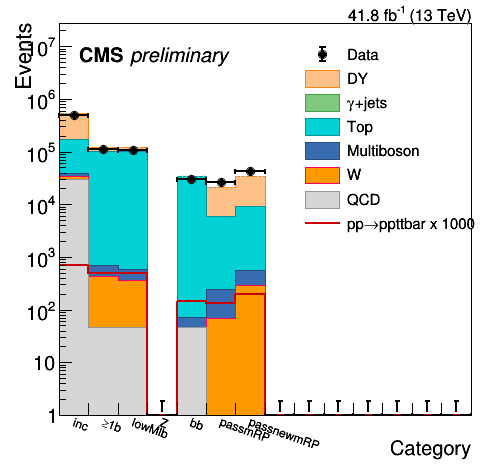 41.8 fb⁻¹ (13 TeV)
Events
CMS preliminary
10⁷
10⁶
10⁵
10⁴
10³
10²
10
1
Data
DY
γ+jets
Top
Multiboson
W
QCD
pp→ppttbar x 1000
inc
≥1b
lowMlb
Z
bb
passmRP
passnewmRP
Category